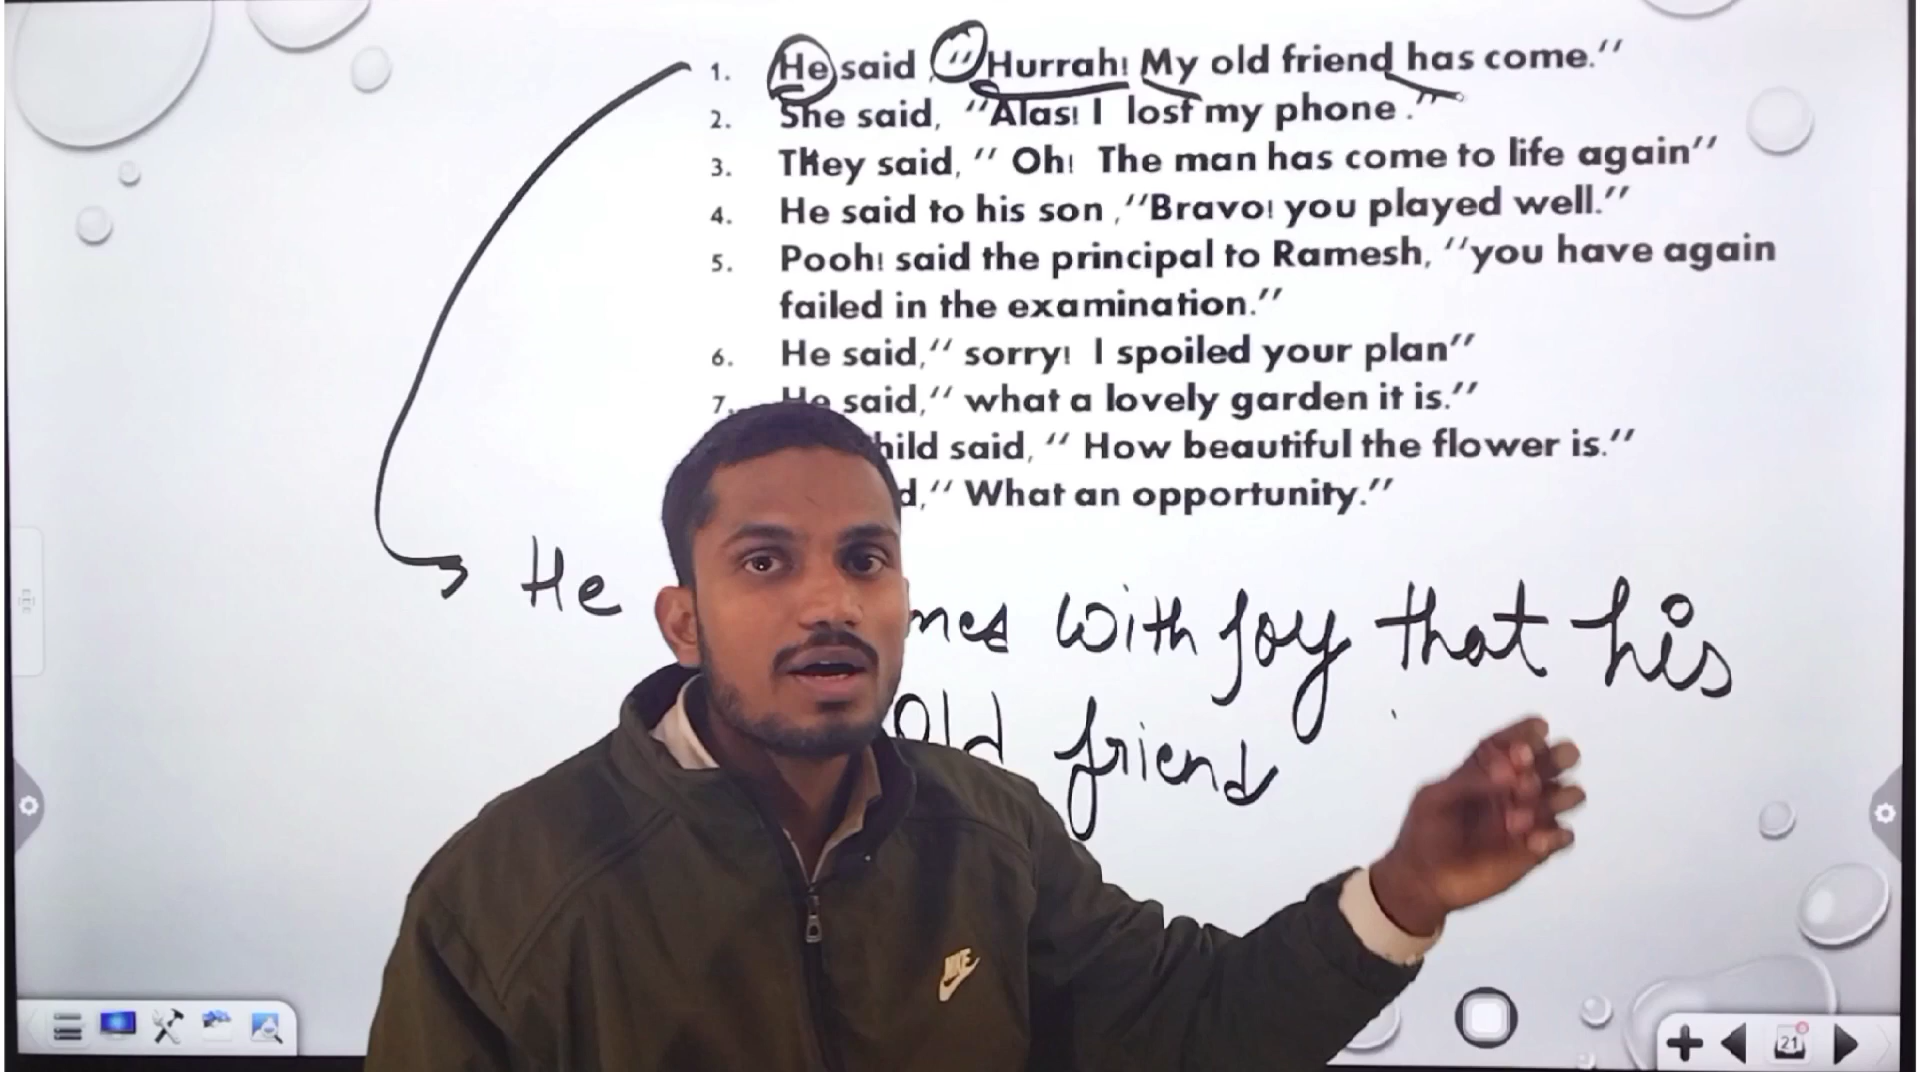 1. He said ,"Hurrah! My old friend has come."
2. She said, "Alas! I lost my phone ."
3. They said, " Oh! The man has come to life again"
4. He said to his son ,"Bravo! you played well."
5. Pooh! said the principal to Ramesh, "you have again
failed in the examination."
6. He said," sorry! I spoiled your plan"
7. He said," what a lovely garden it is."
said, " How beautiful the flower is."
" What an opportunity."
He with joy that his
old friend
NIKE
21